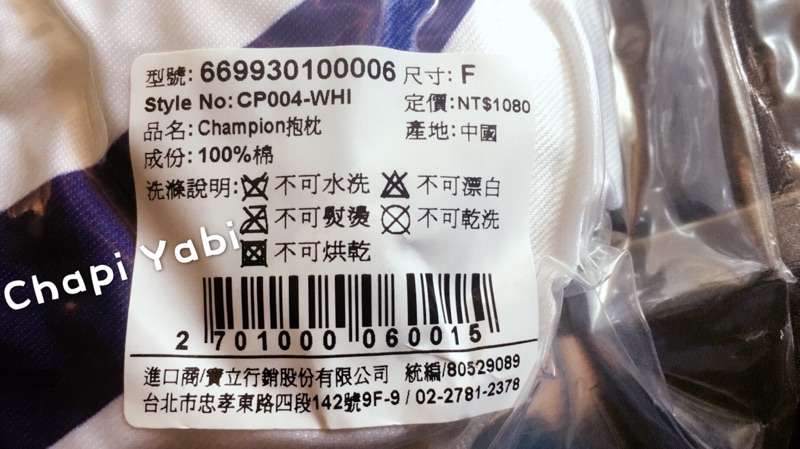 型號: 669930100006 尺寸: F
Style No:CP004-WHI 定價:NT$1080
品名: Champion抱枕 產地: 中國
成份: 100%棉
洗滌說明: 不可水洗 不可漂白
不可熨燙 不可乾洗
不可烘乾
Chapi Yabi
2 701000 060015
進口商/寶立行銷股份有限公司 統編/80529089
台北市忠孝東路四段142號9F-9 / 02-2781-2378